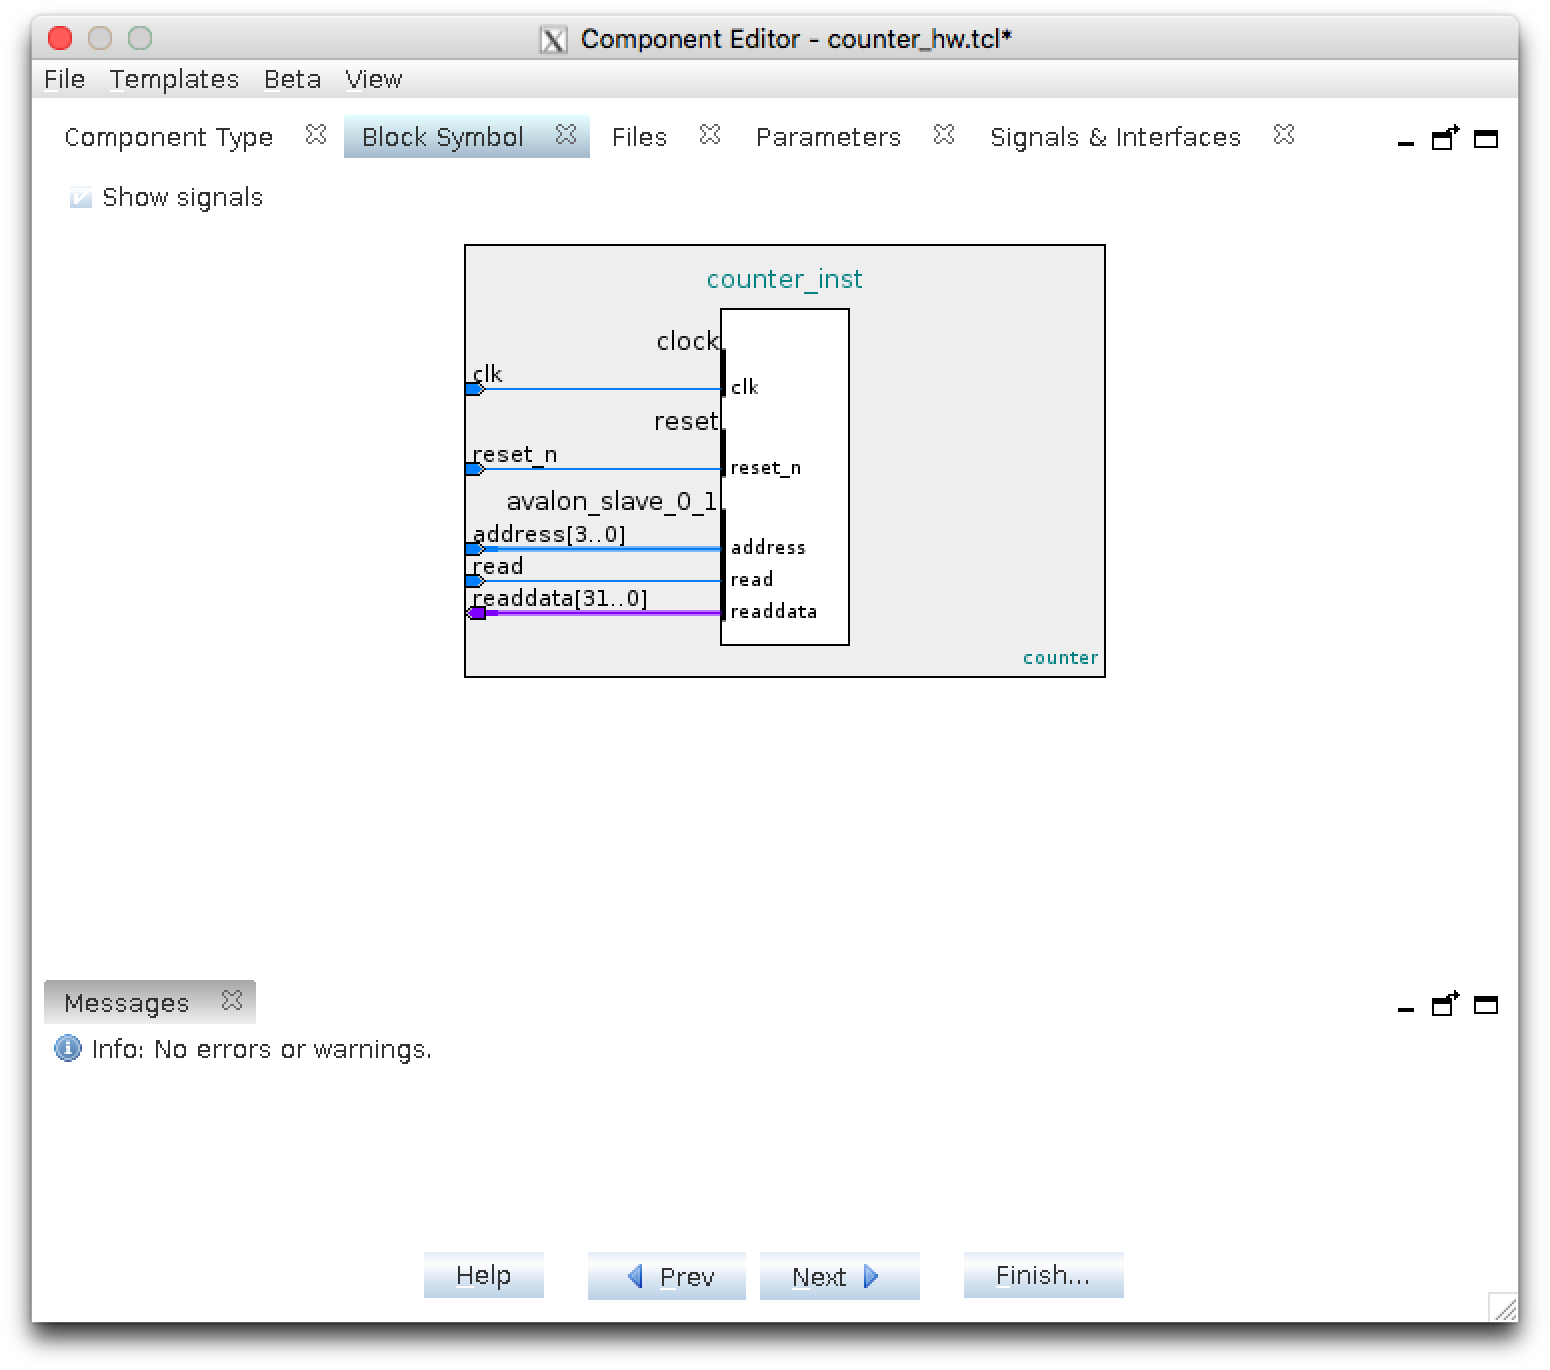 Component Editor - counter_hw.tcl*
File Templates Beta View
Component Type Block Symbol Files Parameters Signals & Interfaces
Show signals
counter_inst
clock
clk
clk
reset
reset_n
reset_n
avalon_slave_0_1
address[3..0]
address
read
read
readdata[31..0]
readdata
counter
Messages
Info: No errors or warnings.
Help Prev Next Finish...